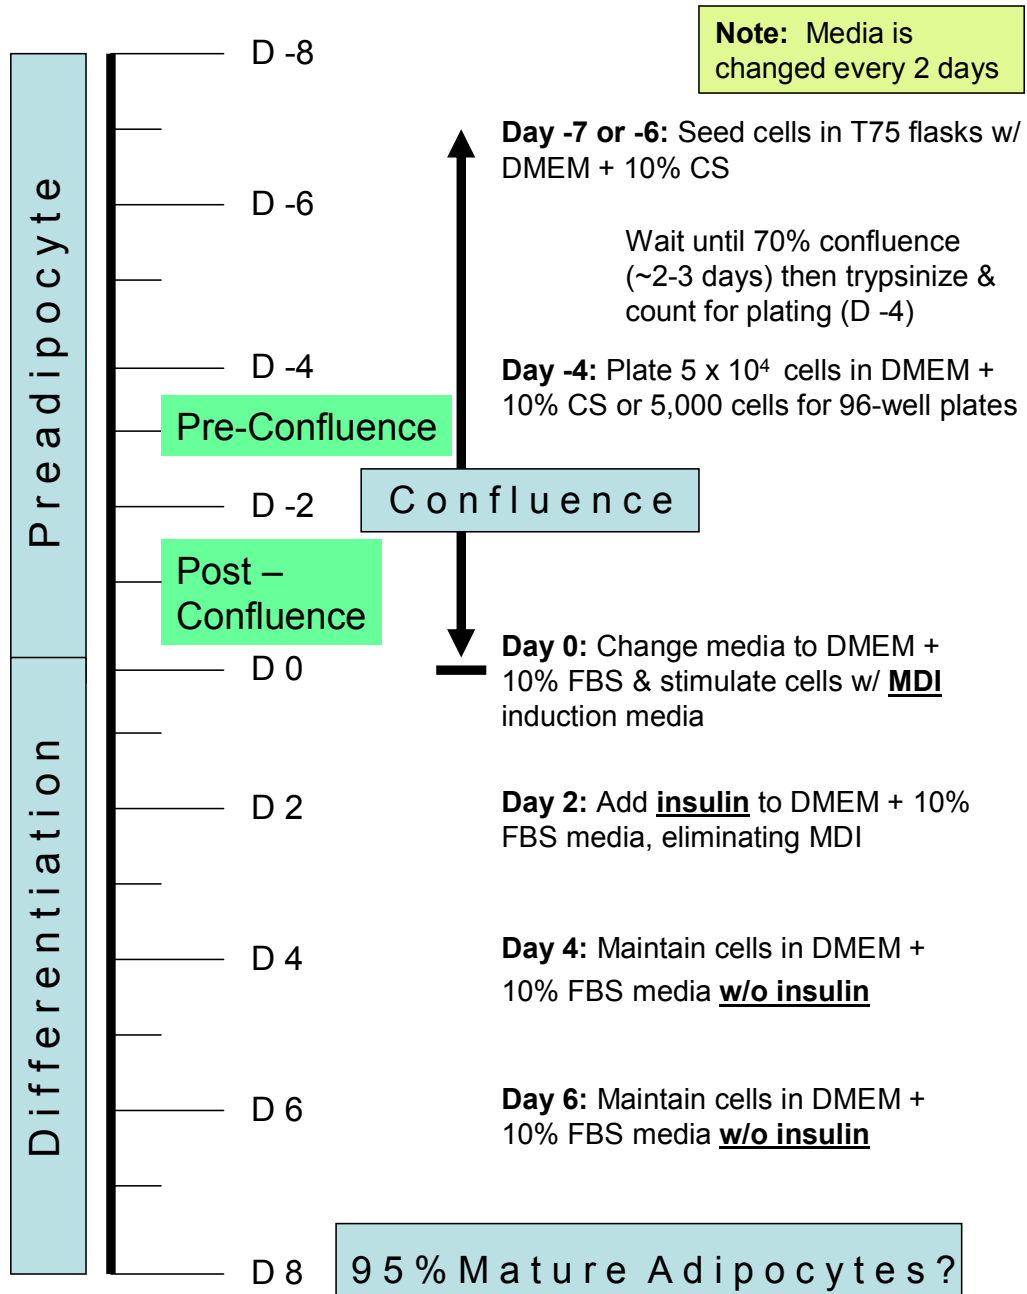 Note: Media is
changed every 2 days
Preadipocyte
Differentiation
D -8
D -6
D -4
Pre-Confluence
D -2
Post –
Confluence
D 0
D 2
D 4
D 6
D 8
Day -7 or -6: Seed cells in T75 flasks w/
DMEM + 10% CS
Wait until 70% confluence
(~2-3 days) then trypsinize &
count for plating (D -4)
Day -4: Plate 5 x 10⁴ cells in DMEM +
10% CS or 5,000 cells for 96-well plates
Confluence
Day 0: Change media to DMEM +
10% FBS & stimulate cells w/ MDI
induction media
Day 2: Add insulin to DMEM + 10%
FBS media, eliminating MDI
Day 4: Maintain cells in DMEM +
10% FBS media w/o insulin
Day 6: Maintain cells in DMEM +
10% FBS media w/o insulin
95% Mature Adipocytes?